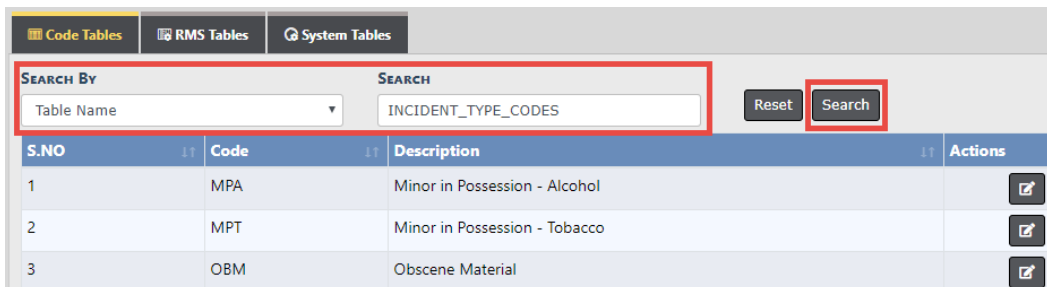 Code Tables RMS Tables System Tables
SEARCH BY SEARCH
Table Name INCIDENT_TYPE_CODES Reset Search
S.NO Code Description Actions
1 MPA Minor in Possession - Alcohol
2 MPT Minor in Possession - Tobacco
3 OBM Obscene Material